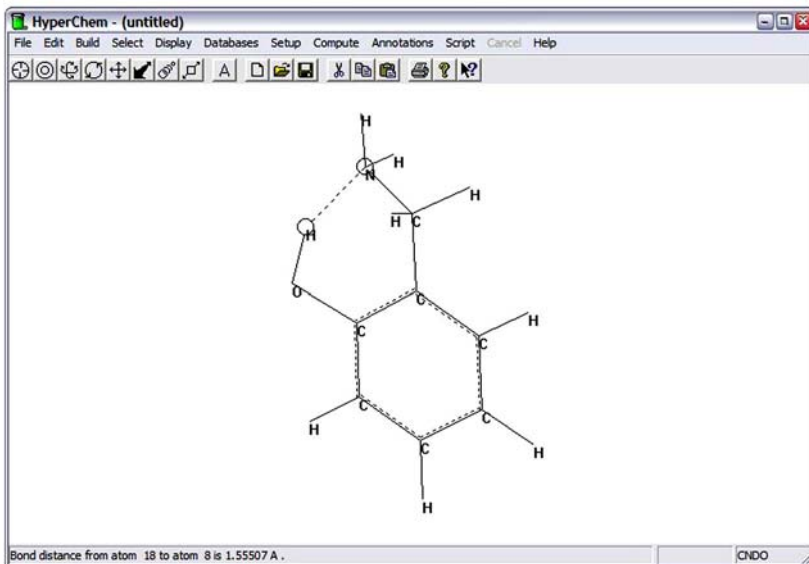 HyperChem - (untitled)
File Edit Build Select Display Databases Setup Compute Annotations Script Cancel Help
A
H
H
N
H
H C
H
O
C
C
H
C
C
C
H
C
H
H
Bond distance from atom 18 to atom 8 is 1.55507 A .
CNDO